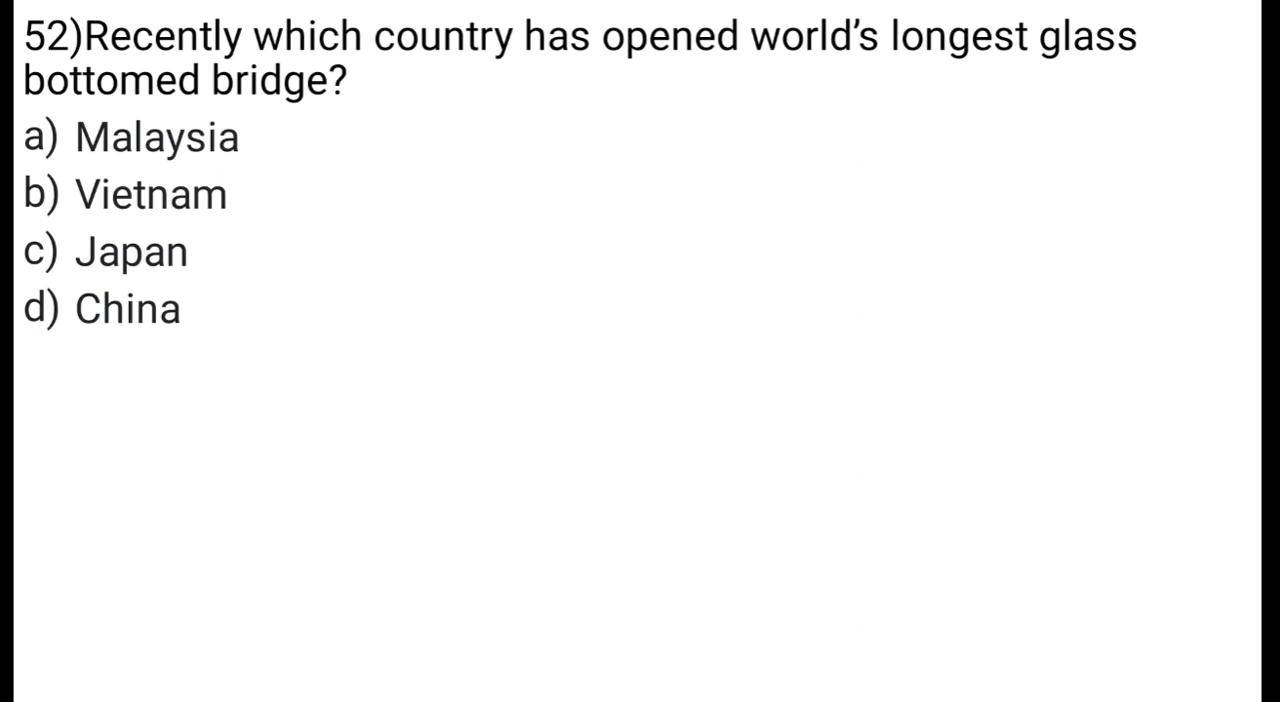 52)Recently which country has opened world’s longest glass
bottomed bridge?
a) Malaysia
b) Vietnam
c) Japan
d) China